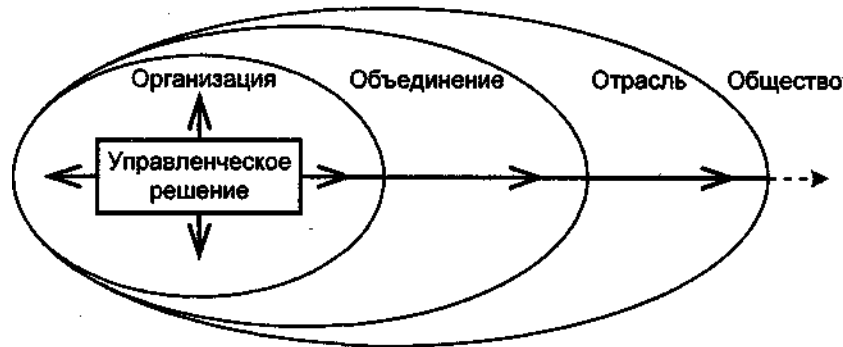 Организация
Объединение
Отрасль
Общество
Управленческое
решение